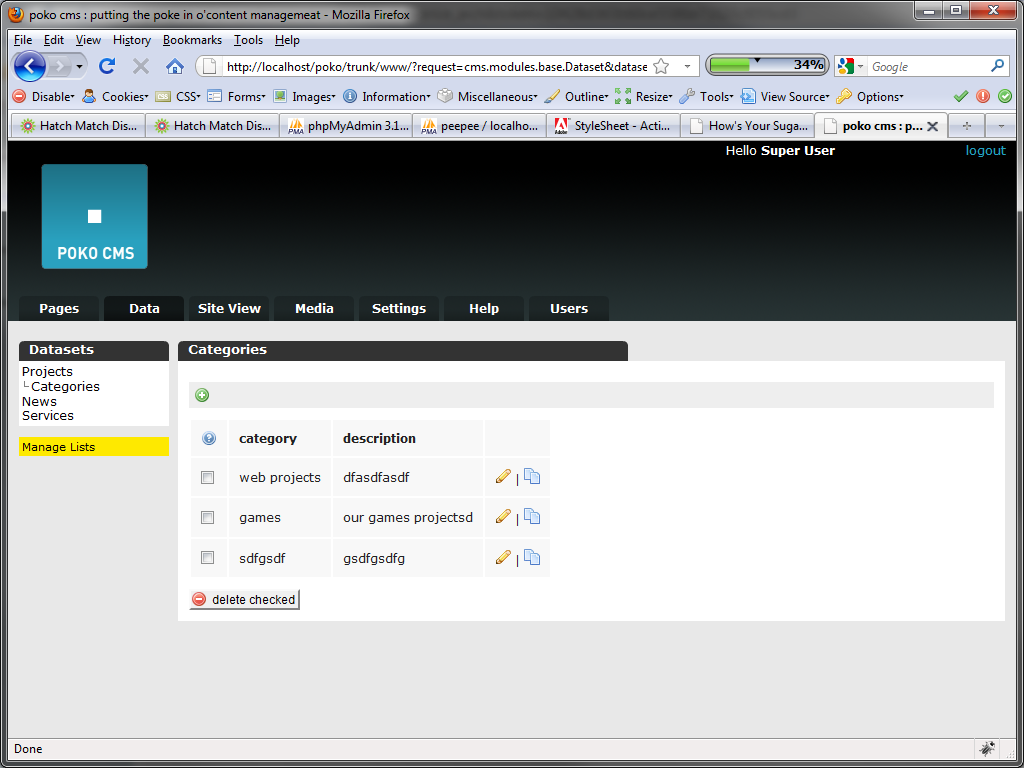 poko cms : putting the poke in o'content managemeat - Mozilla Firefox
File Edit View History Bookmarks Tools Help
http://localhost/poko/trunk/www/?request=cms.modules.base.Dataset&datase
34%
Google
Disable Cookies CSS Forms Images Information Miscellaneous Outline Resize Tools View Source Options
Hatch Match Dis... Hatch Match Dis... phpMyAdmin 3.1... peepee / localho... StyleSheet - Acti... How's Your Suga... poko cms : p...
Hello Super User logout
POKO CMS
Pages Data Site View Media Settings Help Users
Datasets
Projects
Categories
News
Services
Manage Lists
Categories
category description
web projects dfasdfasdf |
games our games projectsd |
sdfgsdf gsdfgsdfg |
delete checked
Done